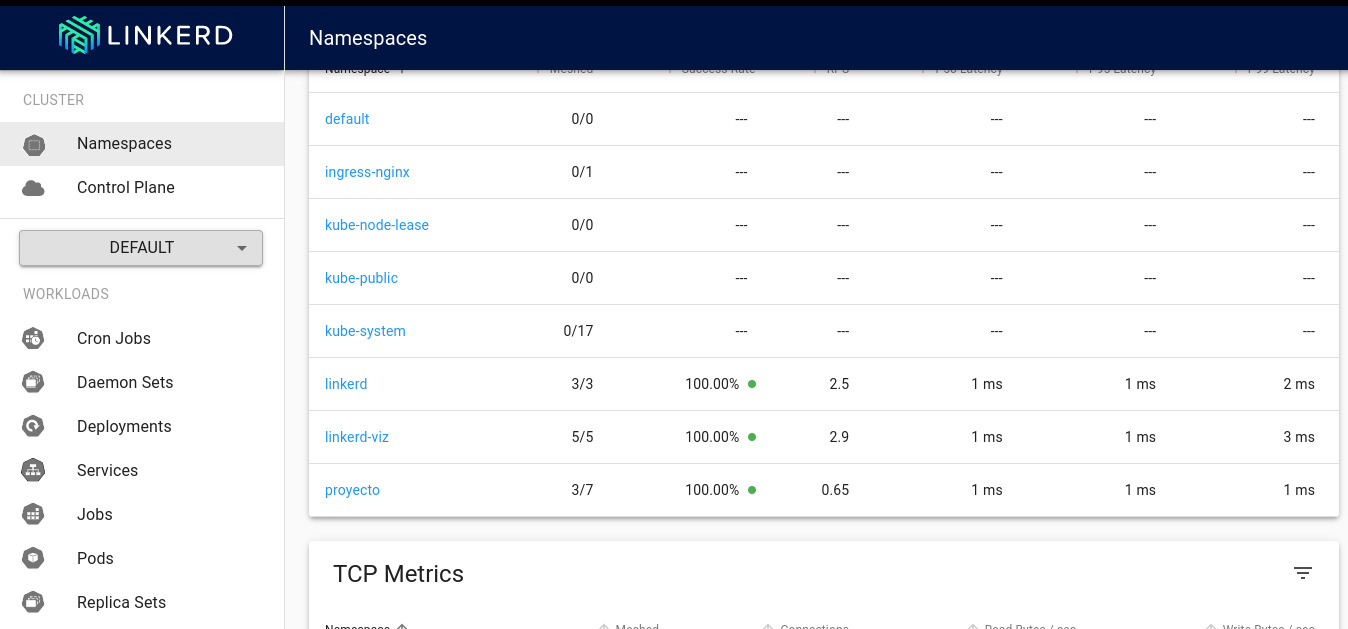 LINKERD
Namespaces
CLUSTER
Namespaces
Control Plane
DEFAULT
WORKLOADS
Cron Jobs
Daemon Sets
Deployments
Services
Jobs
Pods
Replica Sets
Namespace Meshed Success Rate RPS P50 Latency P95 Latency P99 Latency
default 0/0 --- --- --- --- ---
ingress-nginx 0/1 --- --- --- --- ---
kube-node-lease 0/0 --- --- --- --- ---
kube-public 0/0 --- --- --- --- ---
kube-system 0/17 --- --- --- --- ---
linkerd 3/3 100.00% 2.5 1 ms 1 ms 2 ms
linkerd-viz 5/5 100.00% 2.9 1 ms 1 ms 3 ms
proyecto 3/7 100.00% 0.65 1 ms 1 ms 1 ms
TCP Metrics
Namespace Meshed Connections Read Bytes / sec Write Bytes / sec